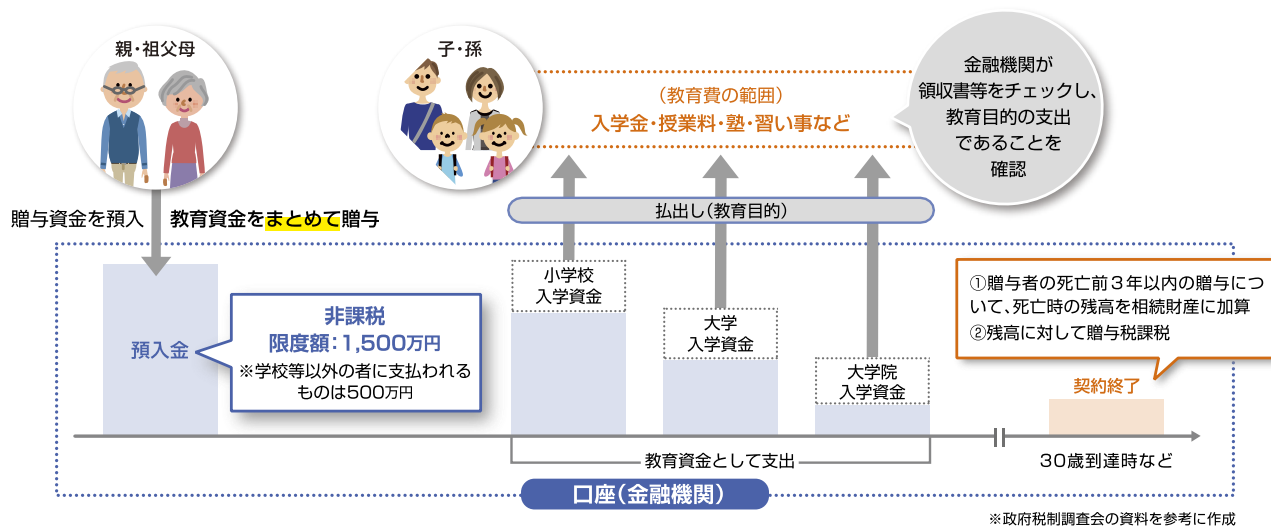 親・祖父母
子・孫
(教育費の範囲)
入学金・授業料・塾・習い事など
金融機関が
領収書等をチェックし、
教育目的の支出
であることを
確認
贈与資金を預入
教育資金をまとめて贈与
払出し(教育目的)
預入金
非課税
限度額:1,500万円
※学校等以外の者に支払われる
ものは500万円
小学校
入学資金
大学
入学資金
大学院
入学資金
①贈与者の死亡前3年以内の贈与につ
いて、死亡時の残高を相続財産に加算
②残高に対して贈与税課税
契約終了
教育資金として支出
30歳到達時など
口座(金融機関)
※政府税制調査会の資料を参考に作成